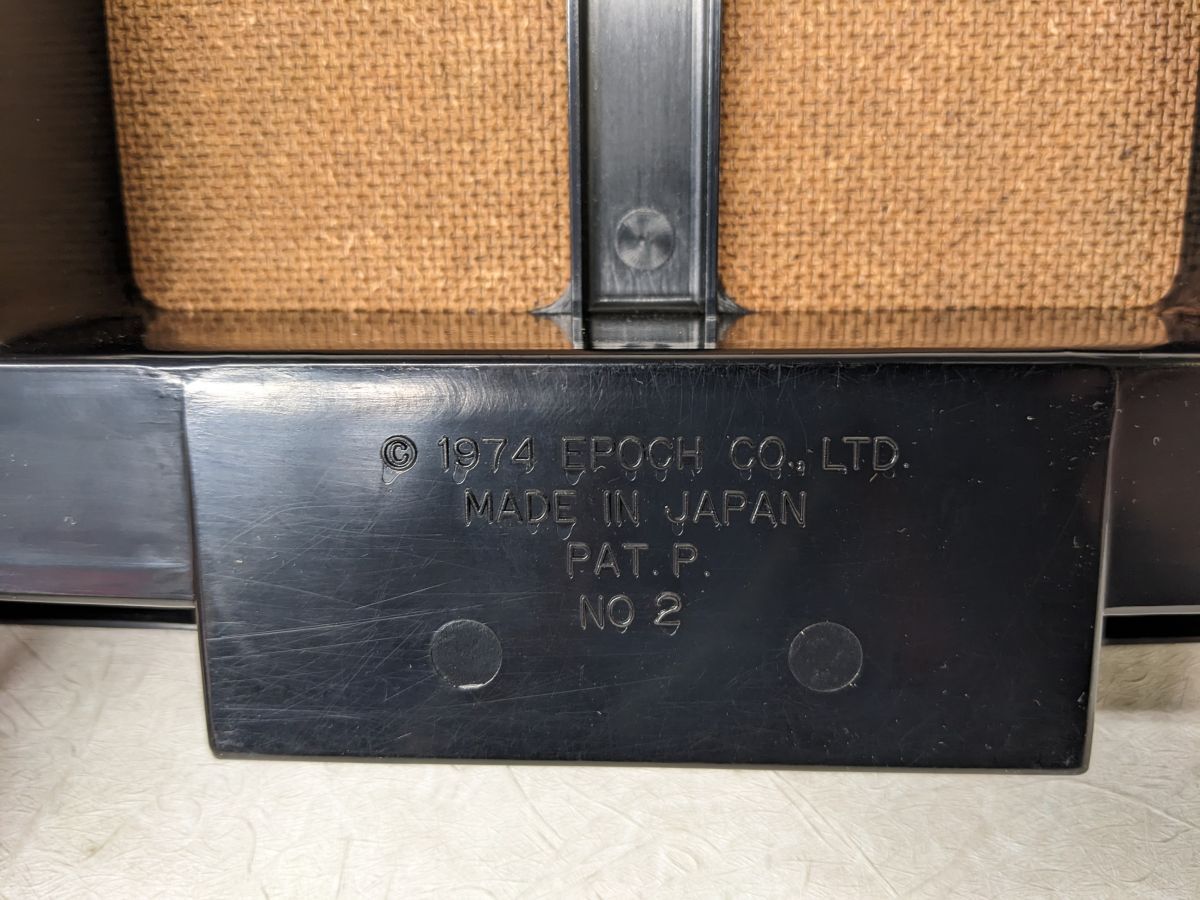 © 1974 EPOCH CO., LTD.
MADE IN JAPAN
PAT. P.
NO 2